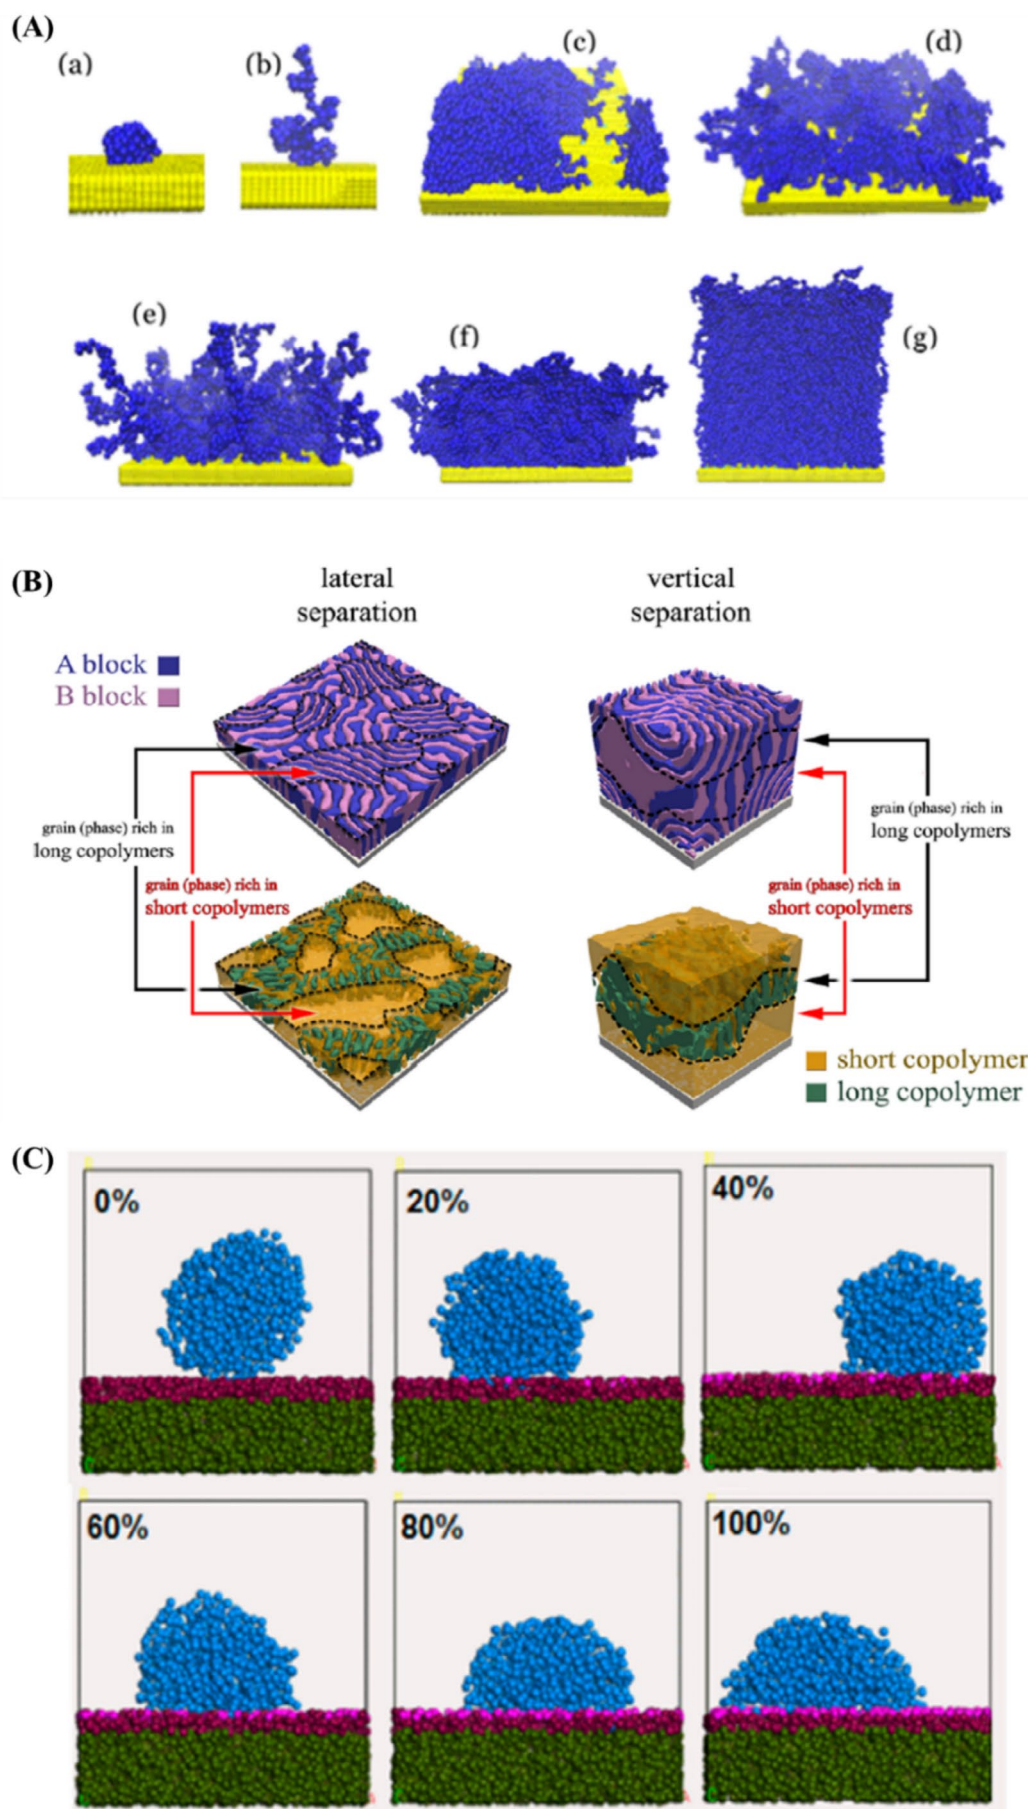 (A)
(a)
(b)
(c)
(d)
(e)
(f)
(g)
(B)
lateral
separation
vertical
separation
A block
B block
grain (phase) rich in
long copolymers
grain (phase) rich in
short copolymers
grain (phase) rich in
long copolymers
grain (phase) rich in
short copolymers
short copolymer
long copolymer
(C)
0%
20%
40%
60%
80%
100%